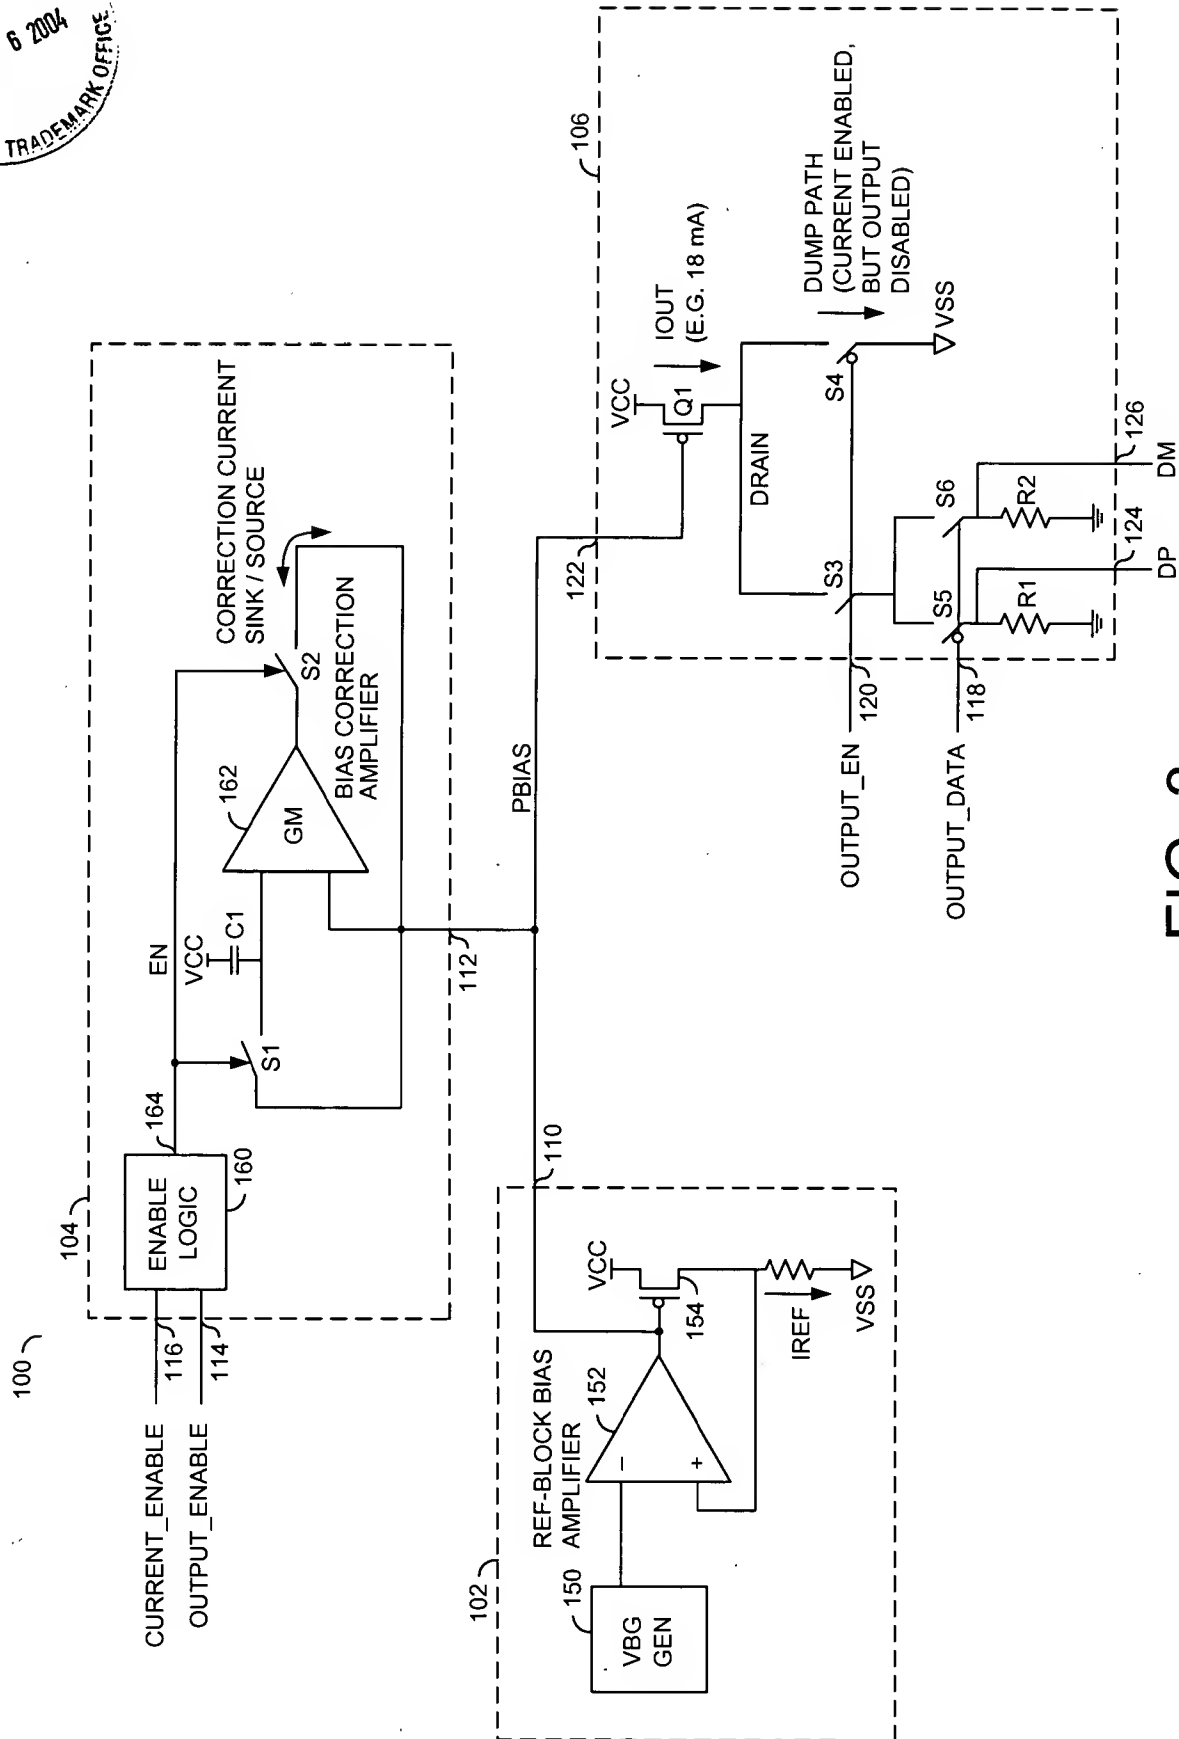 6 2004
TRADEMARK OFFICE
100
CURRENT_ENABLE
OUTPUT_ENABLE
116
114
104
ENABLE
LOGIC
160
164
EN
VCC
C1
S1
162
GM
S2
BIAS CORRECTION
AMPLIFIER
CORRECTION CURRENT
SINK / SOURCE
112
PBIAS
110
102
150
VBG
GEN
REF-BLOCK BIAS
AMPLIFIER
152
−
+
VCC
154
IREF
VSS
106
122
VCC
Q1
IOUT
(E.G. 18 mA)
DRAIN
DUMP PATH
(CURRENT ENABLED,
BUT OUTPUT
DISABLED)
S3
S4
VSS
OUTPUT_EN
120
OUTPUT_DATA
118
S5
S6
R1
R2
124
126
DP
DM